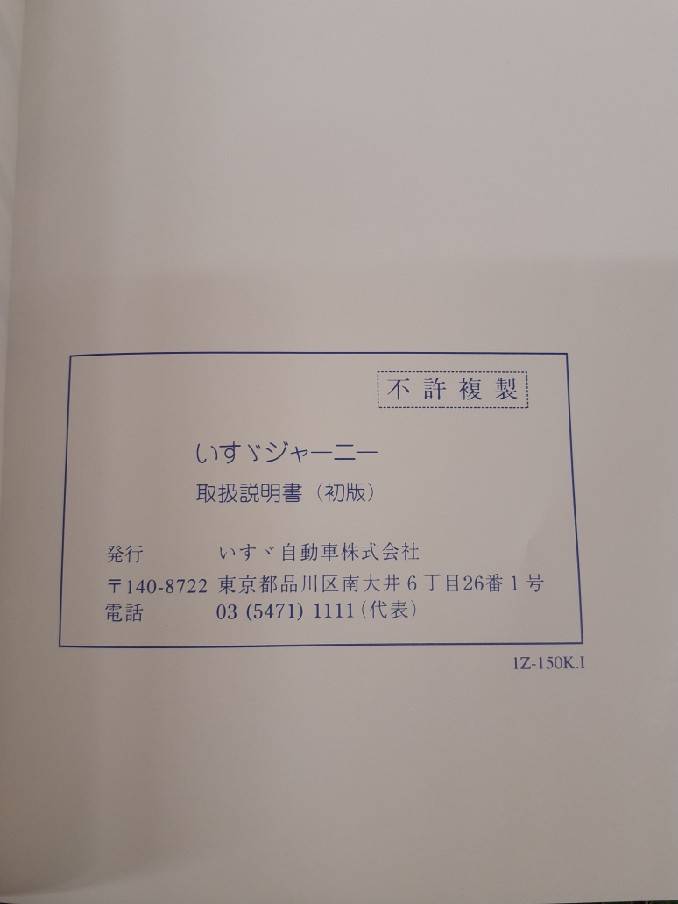 不許複製
いすゞジャーニー
取扱説明書（初版）
発行 いすゞ自動車株式会社
〒140-8722 東京都品川区南大井6丁目26番1号
電話 03 (5471) 1111（代表）
1Z-150K.1